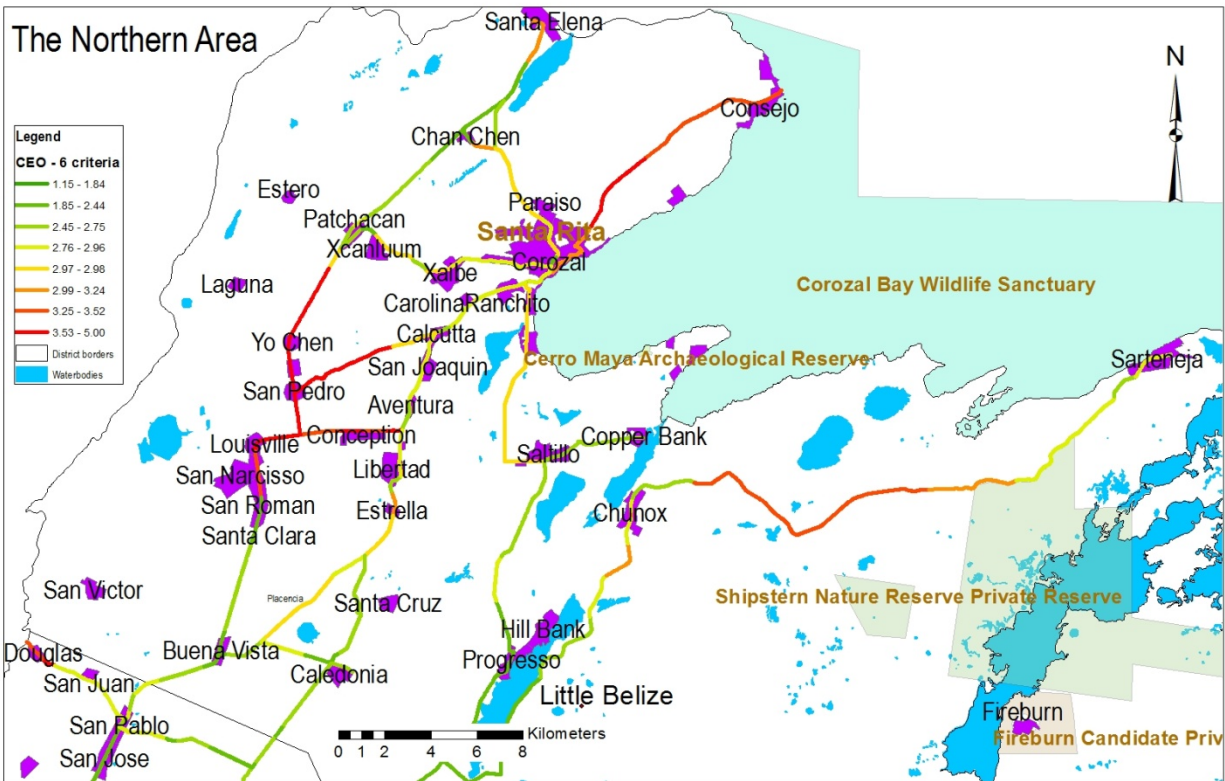 The Northern Area
Santa Elena
N
Legend
CEO - 6 criteria
1.15 - 1.84
1.85 - 2.44
2.45 - 2.75
2.76 - 2.96
2.97 - 2.98
2.99 - 3.24
3.25 - 3.52
3.53 - 5.00
District borders
Waterbodies
Consejo
Chan Chen
Estero
Paraiso
Patchacan
Santa Rita
Xcanluum
Corozal
Xaibe
Laguna
Corozal Bay Wildlife Sanctuary
Carolina
Ranchito
Calcutta
Yo Chen
Cerro Maya Archaeological Reserve
Sarteneja
San Joaquin
San Pedro
Aventura
Conception
Copper Bank
Louisville
Saltillo
Libertad
San Narcisso
San Roman
Estrella
Chunox
Santa Clara
San Victor
Placencia
Santa Cruz
Shipstern Nature Reserve Private Reserve
Hill Bank
Buena Vista
Douglas
Progresso
Caledonia
San Juan
Little Belize
San Pablo
Fireburn
Kilometers
0 1 2 4 6 8
Fireburn Candidate Priv
San Jose